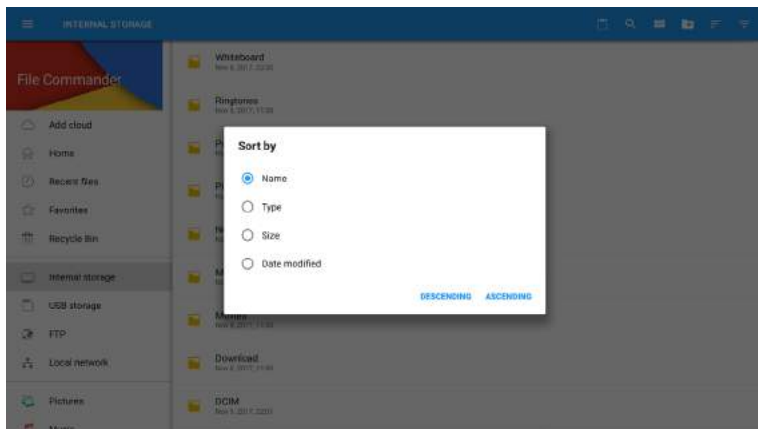 INTERNAL STORAGE
File Commander
Add cloud
Home
Recent files
Favorites
Recycle Bin
Internal storage
USB storage
FTP
Local network
Pictures
Music
Whiteboard
Ringtones
Sort by
Name
Type
Size
Date modified
DESCENDING ASCENDING
Movies
Download
DCIM